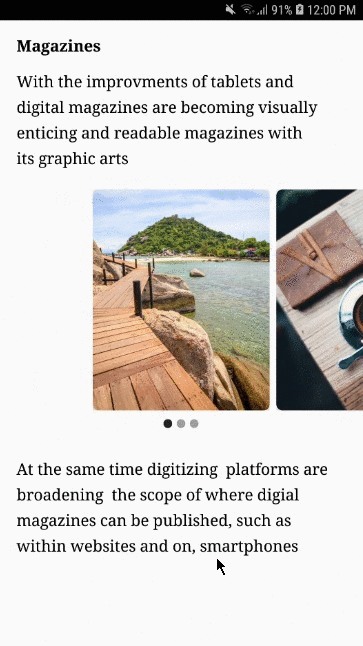 91% 12:00 PM
Magazines
With the improvments of tablets and
digital magazines are becoming visually
enticing and readable magazines with
its graphic arts
At the same time digitizing  platforms are
broadening  the scope of where digial
magazines can be published, such as
within websites and on, smartphones